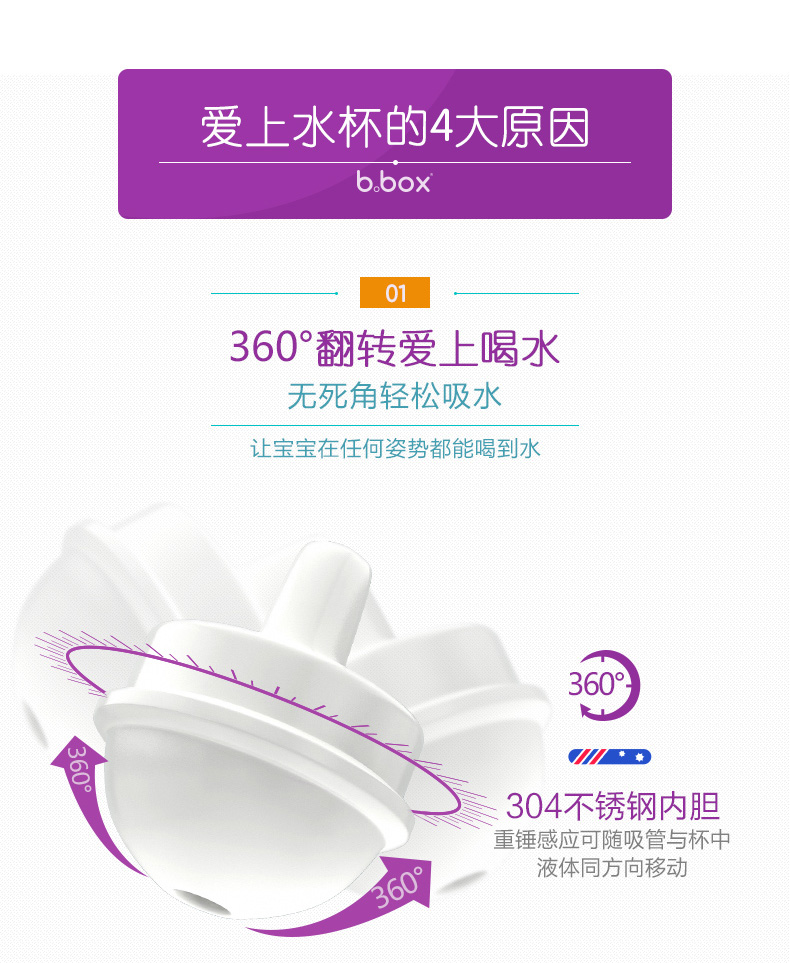 爱上水杯的4大原因
b.box
01
360°翻转爱上喝水
无死角轻松吸水
让宝宝在任何姿势都能喝到水
360°
360°
360°
304不锈钢内胆
重锤感应可随吸管与杯中
液体同方向移动